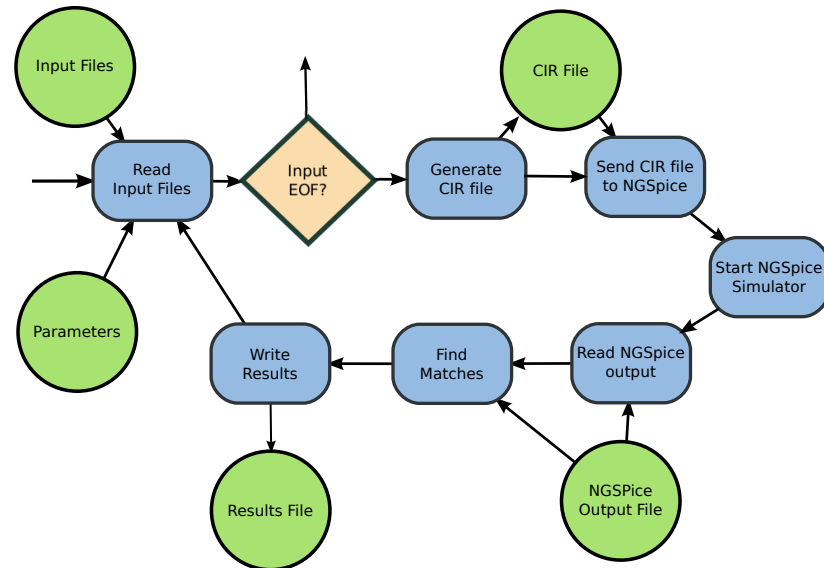 Input Files
CIR File
Read
Input Files
Input
EOF?
Generate
CIR file
Send CIR file
to NGSpice
Start NGSpice
Simulator
Parameters
Write
Results
Find
Matches
Read NGSpice
output
Results File
NGSPice
Output File